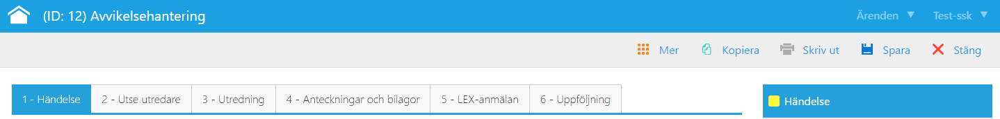 (ID: 12) Avvikelsehantering Ärenden Test-ssk
Mer Kopiera Skriv ut Spara Stäng
1 - Händelse 2 - Utse utredare 3 - Utredning 4 - Anteckningar och bilagor 5 - LEX-anmälan 6 - Uppföljning Händelse